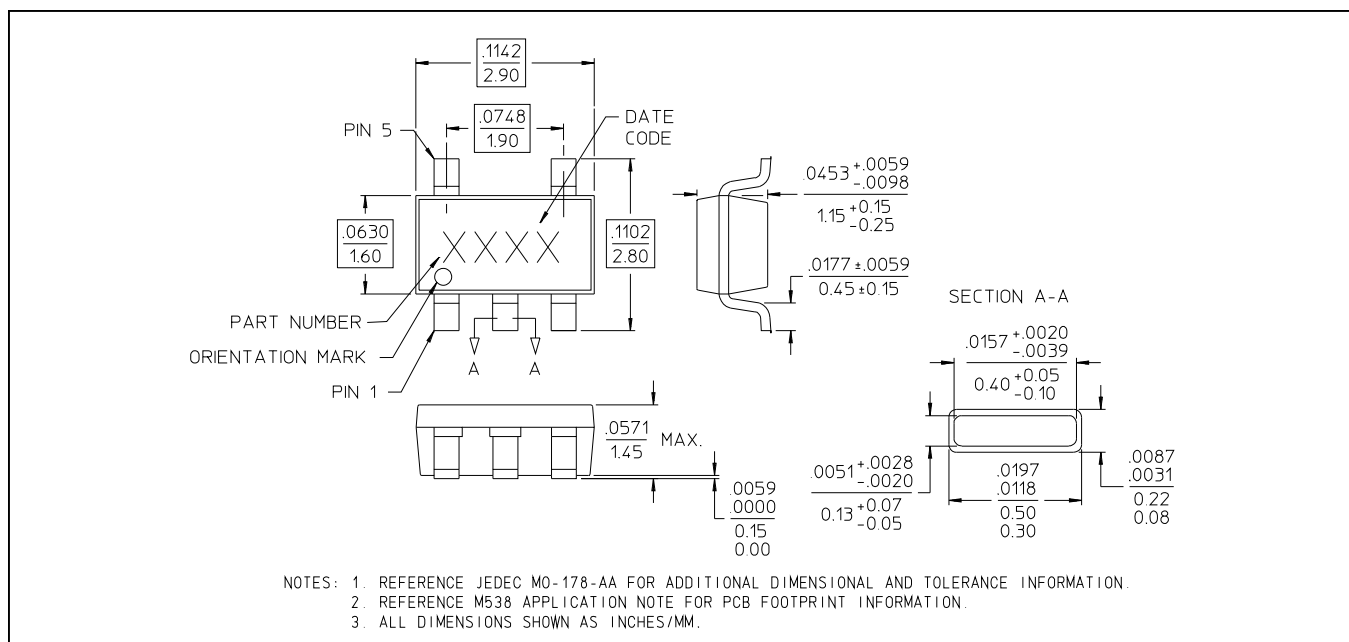 .1142
2.90
.0748
1.90
PIN 5
DATE
CODE
.0630
1.60
XXXX
.1102
2.80
.0453 +.0059
-.0098
1.15 +0.15
-0.25
.0177 ±.0059
0.45 ±0.15
PART NUMBER
ORIENTATION MARK
PIN 1
A A
SECTION A-A
.0157 +.0020
-.0039
0.40 +0.05
-0.10
.0571
1.45
MAX.
.0059
.0000
0.15
0.00
.0051 +.0028
-.0020
0.13 +0.07
-0.05
.0197
.0118
0.50
0.30
.0087
.0031
0.22
0.08
NOTES: 1. REFERENCE JEDEC MO-178-AA FOR ADDITIONAL DIMENSIONAL AND TOLERANCE INFORMATION.
2. REFERENCE M538 APPLICATION NOTE FOR PCB FOOTPRINT INFORMATION.
3. ALL DIMENSIONS SHOWN AS INCHES/MM.